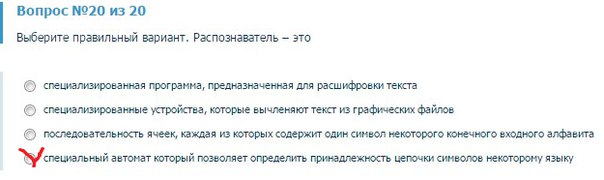 Вопрос №20 из 20
Выберите правильный вариант. Распознаватель – это
специализированная программа, предназначенная для расшифровки текста
специализированные устройства, которые вычленяют текст из графических файлов
последовательность ячеек, каждая из которых содержит один символ некоторого конечного входного алфавита
специальный автомат который позволяет определить принадлежность цепочки символов некоторому языку